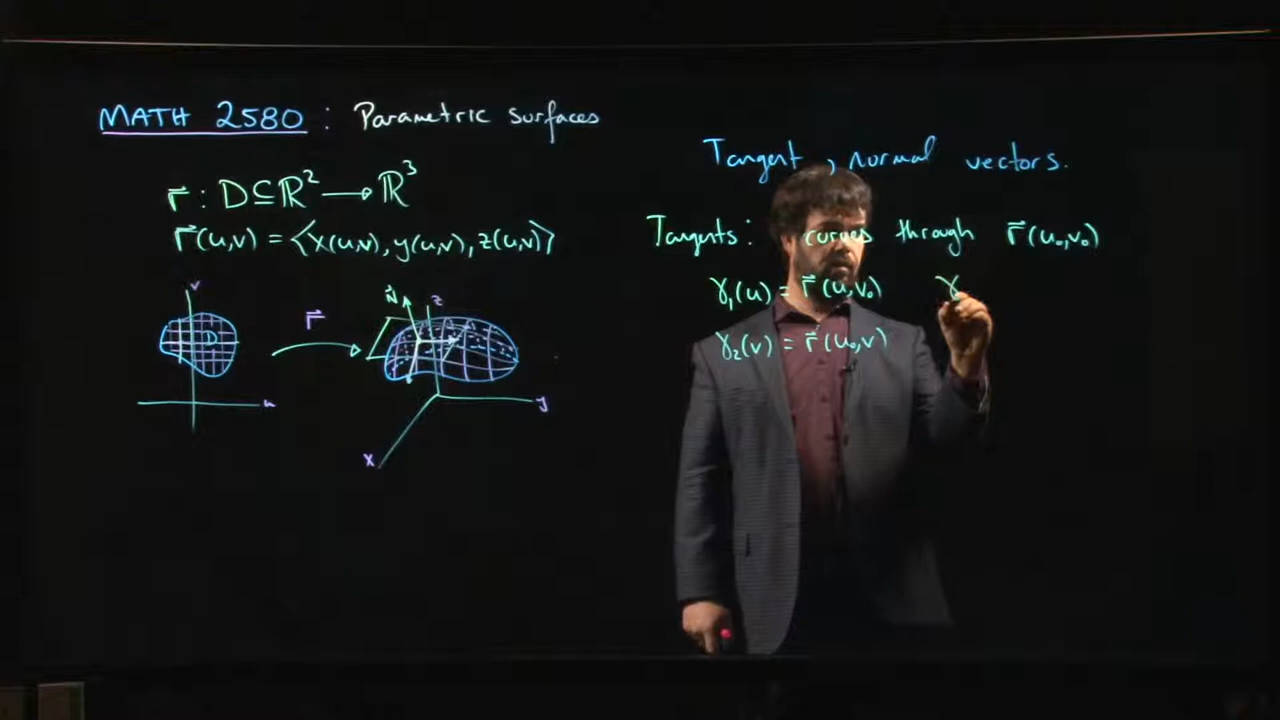 MATH 2580 : Parametric surfaces
r⃗ : D ⊆ ℝ² ⟶ ℝ³
r⃗(u,v) = ⟨x(u,v), y(u,v), z(u,v)⟩
v
D
u
r⃗
N⃗
z
y
x
Tangent, normal vectors.
Tangents: curves through r⃗(u₀,v₀)
γ₁(u) = r⃗(u,v₀) γ
γ₂(v) = r⃗(u₀,v)